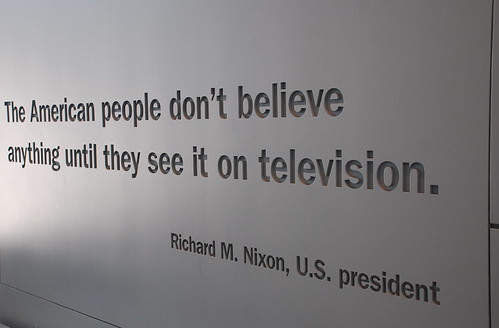 The American people don't believe
anything until they see it on television.
Richard M. Nixon, U.S. president